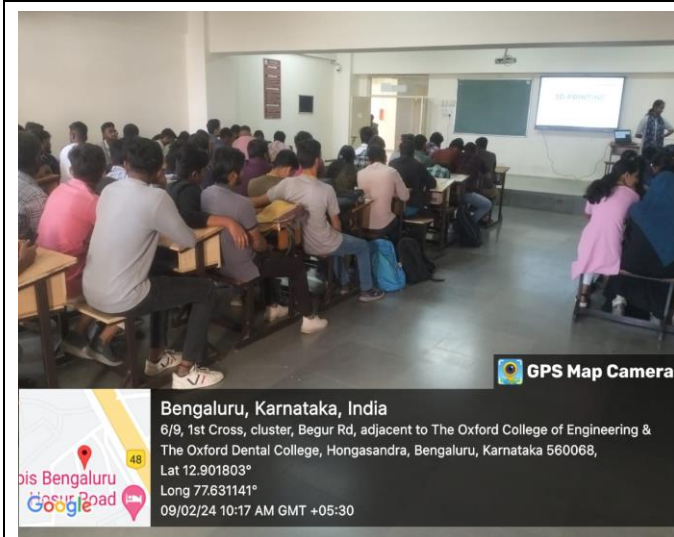 3D PRINTING
GPS Map Camera
Bengaluru, Karnataka, India
6/9, 1st Cross, cluster, Begur Rd, adjacent to The Oxford College of Engineering &
The Oxford Dental College, Hongasandra, Bengaluru, Karnataka 560068,
Lat 12.901803°
Long 77.631141°
09/02/24 10:17 AM GMT +05:30
48
ois Bengaluru
Hosur Road
Google